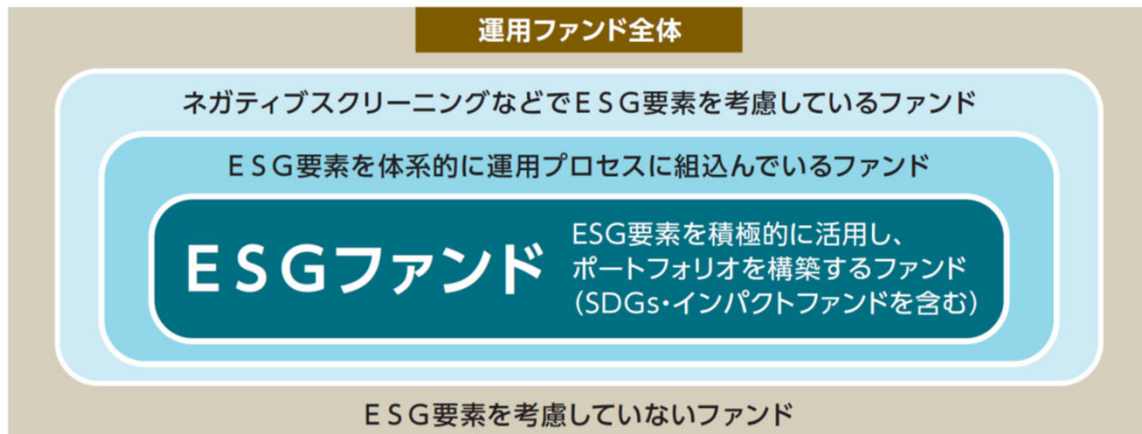 運用ファンド全体
ネガティブスクリーニングなどでESG要素を考慮しているファンド
ESG要素を体系的に運用プロセスに組込んでいるファンド
ESGファンド
ESG要素を積極的に活用し、
ポートフォリオを構築するファンド
(SDGs・インパクトファンドを含む)
ESG要素を考慮していないファンド